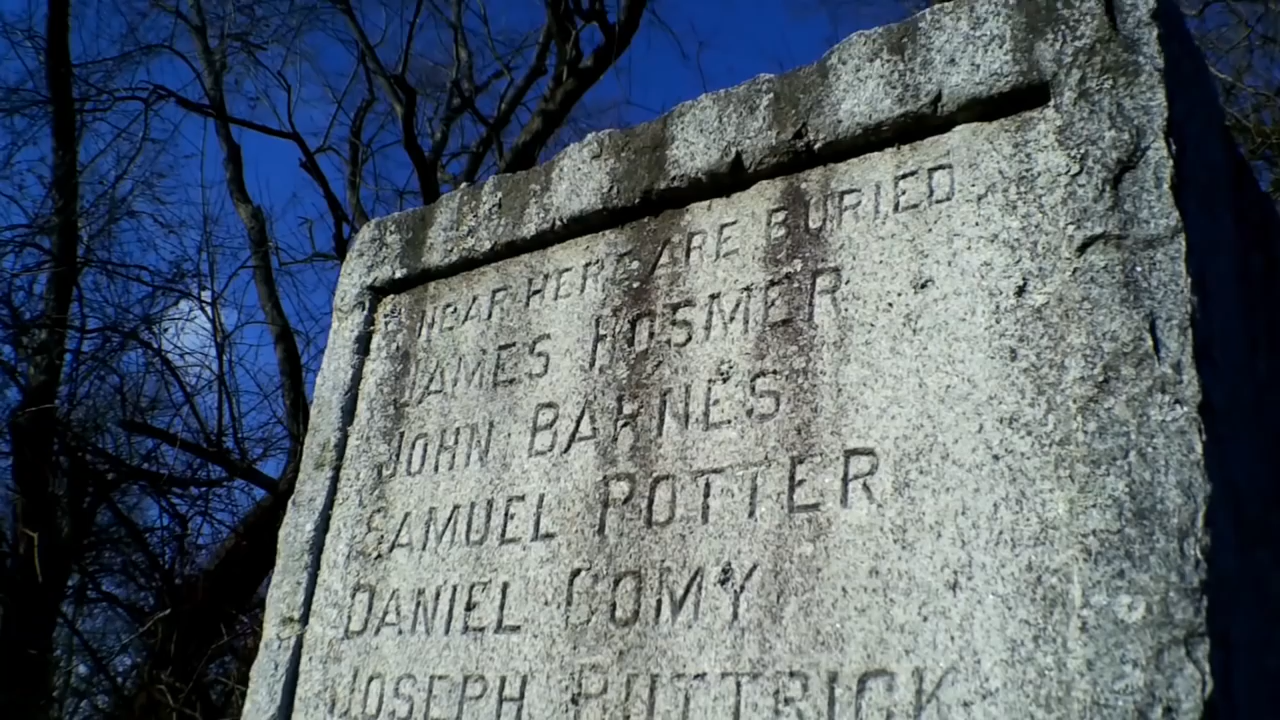 NEAR HERE ARE BURIED
JAMES HOSMER
JOHN BARNES
SAMUEL POTTER
DANIEL COMY
JOSEPH BUTTRICK